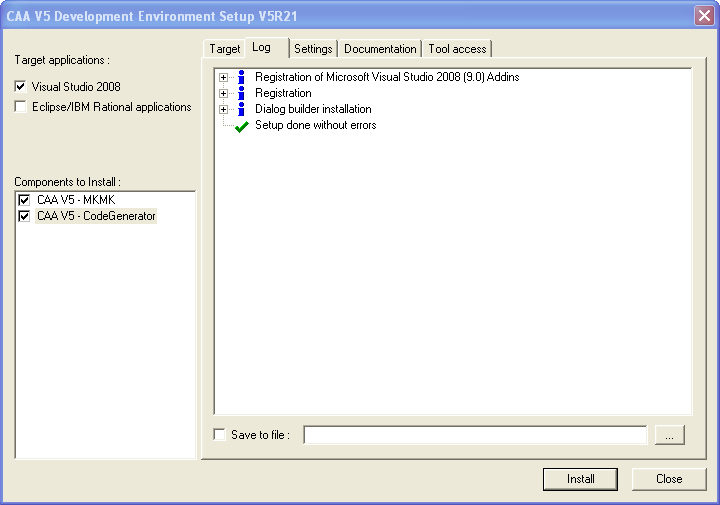 CAA V5 Development Environment Setup V5R21
Target applications :
Visual Studio 2008
Eclipse/IBM Rational applications
Components to Install :
CAA V5 - MKMK
CAA V5 - CodeGenerator
Target Log Settings Documentation Tool access
Registration of Microsoft Visual Studio 2008 (9.0) Addins
Registration
Dialog builder installation
Setup done without errors
Save to file :
...
Install Close